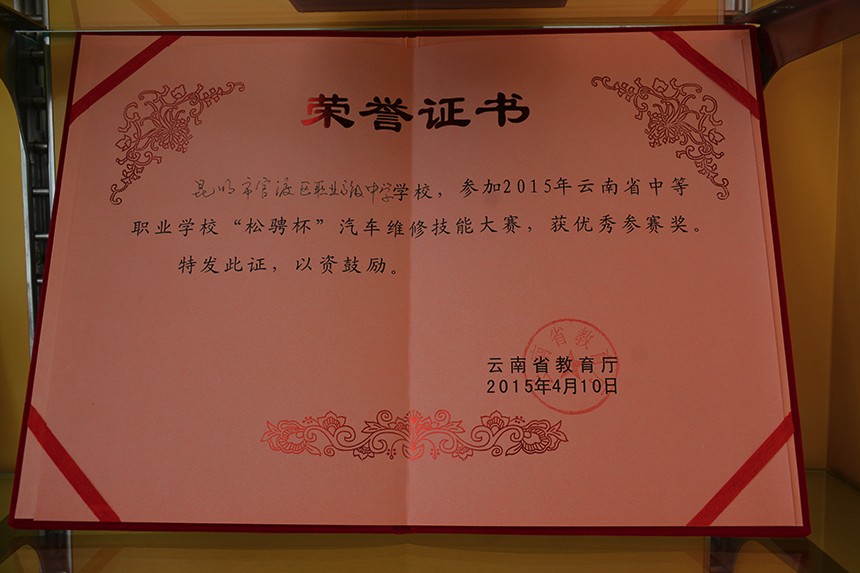 荣誉证书
昆明市官渡区职业高级中学学校，参加2015年云南省中等
职业学校“松骋杯”汽车维修技能大赛，获优秀参赛奖。
特发此证，以资鼓励。
云南省教育厅
2015年4月10日